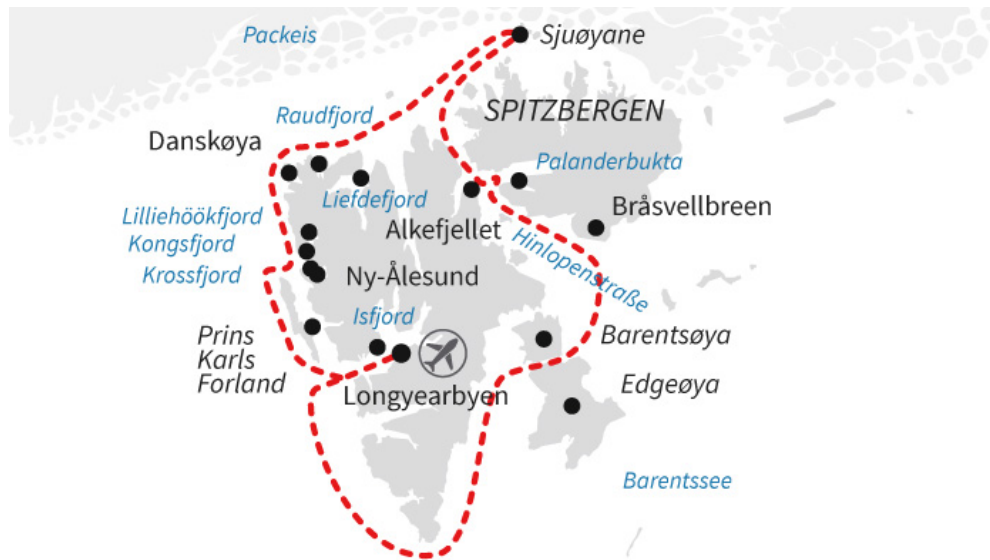 Packeis
Sjuøyane
Raudfjord
SPITZBERGEN
Danskøya
Palanderbukta
Liefdefjord
Bråsvellbreen
Lilliehöökfjord
Alkefjellet
Kongsfjord
Hinlopenstraße
Krossfjord
Ny-Ålesund
Isfjord
Prins
Karls
Forland
Barentsøya
Edgeøya
Longyearbyen
Barentssee